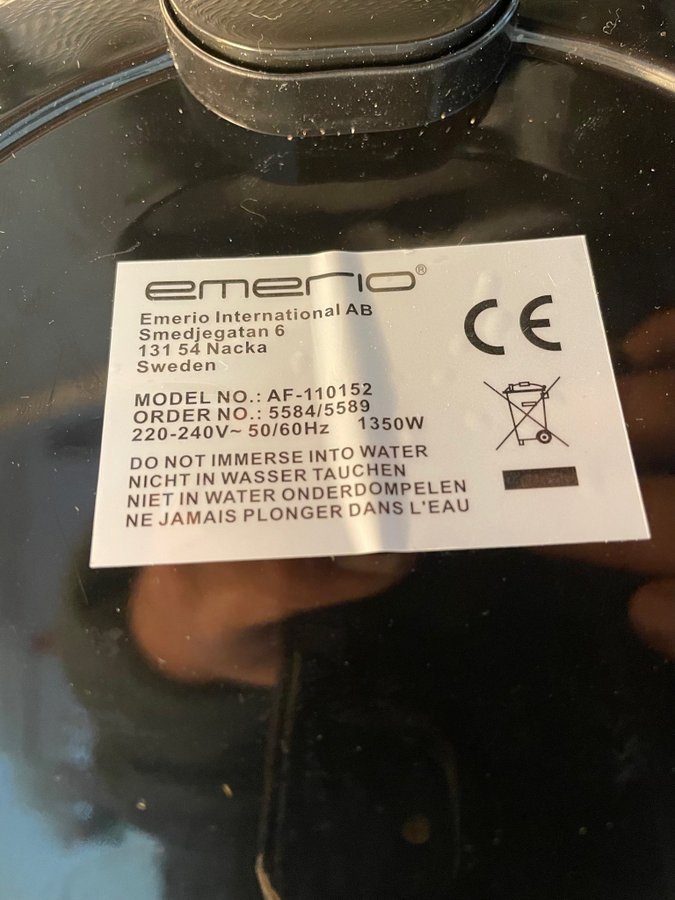 emerio®
Emerio International AB
Smedjegatan 6
131 54 Nacka
Sweden
CE
MODEL NO.: AF-110152
ORDER NO.: 5584/5589
220-240V~ 50/60Hz 1350W
DO NOT IMMERSE INTO WATER
NICHT IN WASSER TAUCHEN
NIET IN WATER ONDERDOMPELEN
NE JAMAIS PLONGER DANS L'EAU